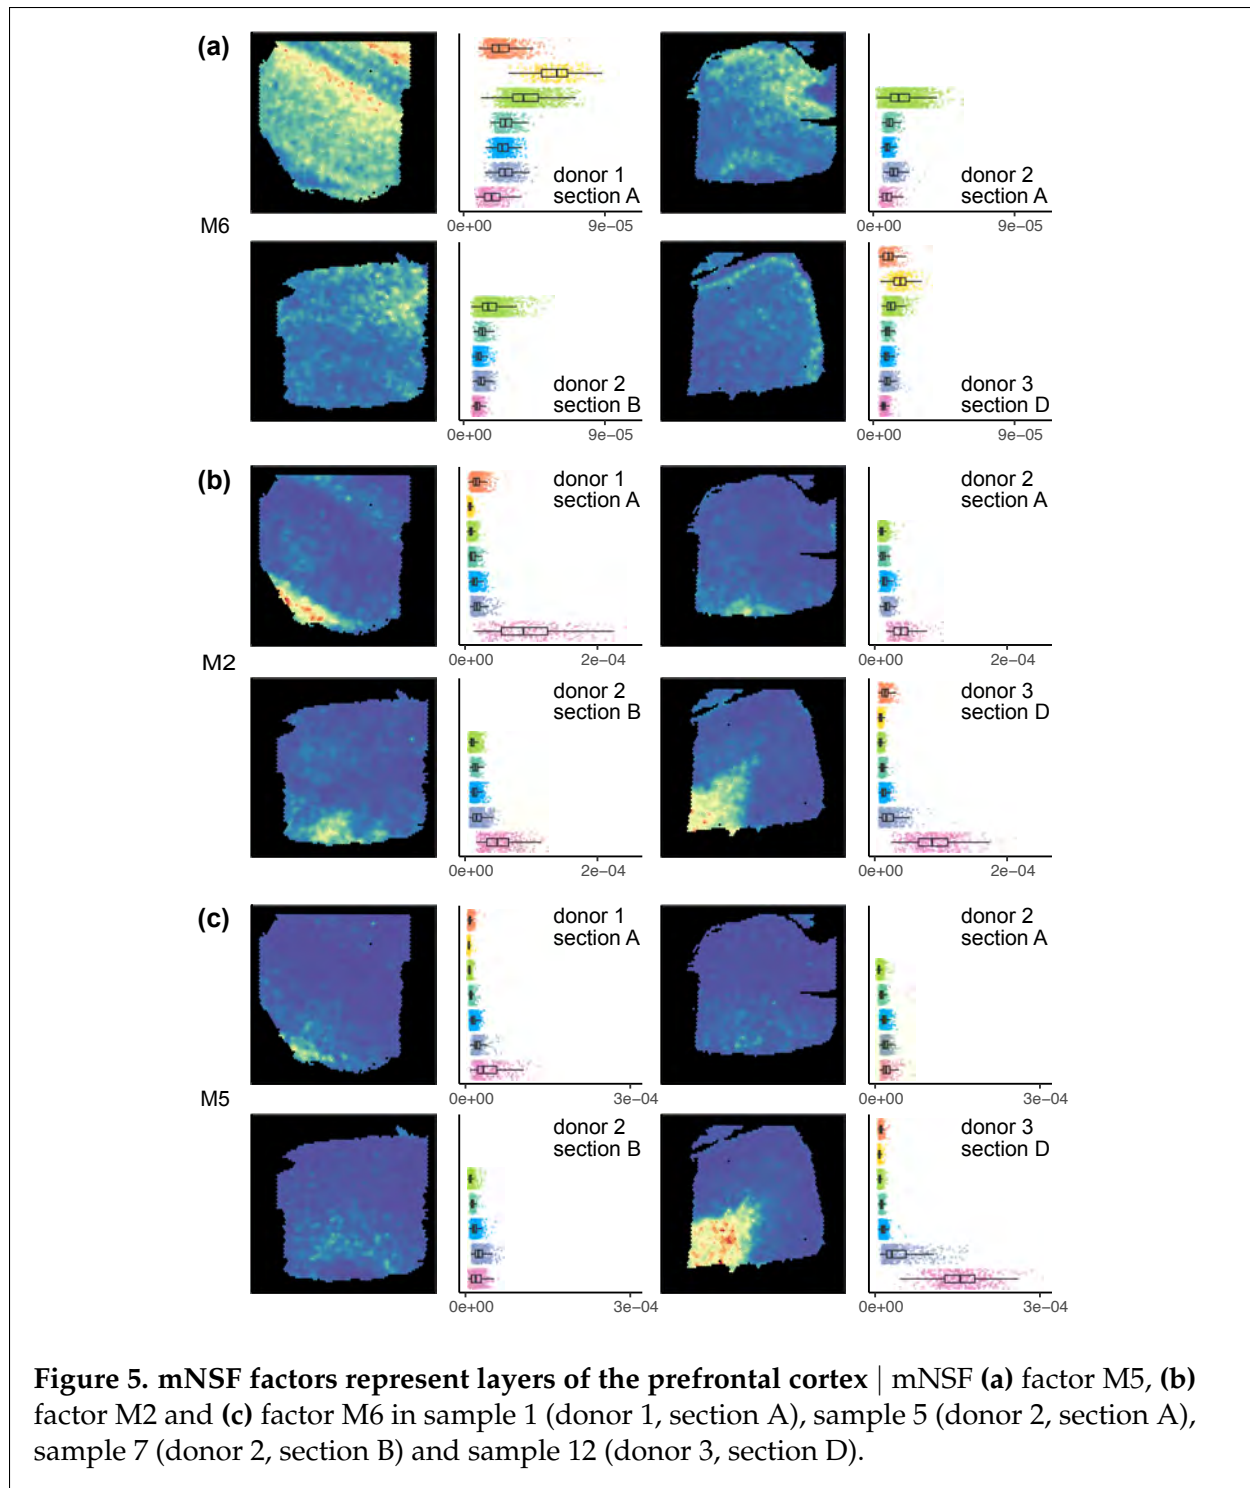 (a)
donor 1
section A
0e+00 9e−05
donor 2
section A
0e+00 9e−05
M6
donor 2
section B
0e+00 9e−05
donor 3
section D
0e+00 9e−05
(b)
donor 1
section A
0e+00 2e−04
donor 2
section A
0e+00 2e−04
M2
donor 2
section B
0e+00 2e−04
donor 3
section D
0e+00 2e−04
(c)
donor 1
section A
0e+00 3e−04
donor 2
section A
0e+00 3e−04
M5
donor 2
section B
0e+00 3e−04
donor 3
section D
0e+00 3e−04
Figure 5. mNSF factors represent layers of the prefrontal cortex | mNSF (a) factor M5, (b)
factor M2 and (c) factor M6 in sample 1 (donor 1, section A), sample 5 (donor 2, section A),
sample 7 (donor 2, section B) and sample 12 (donor 3, section D).